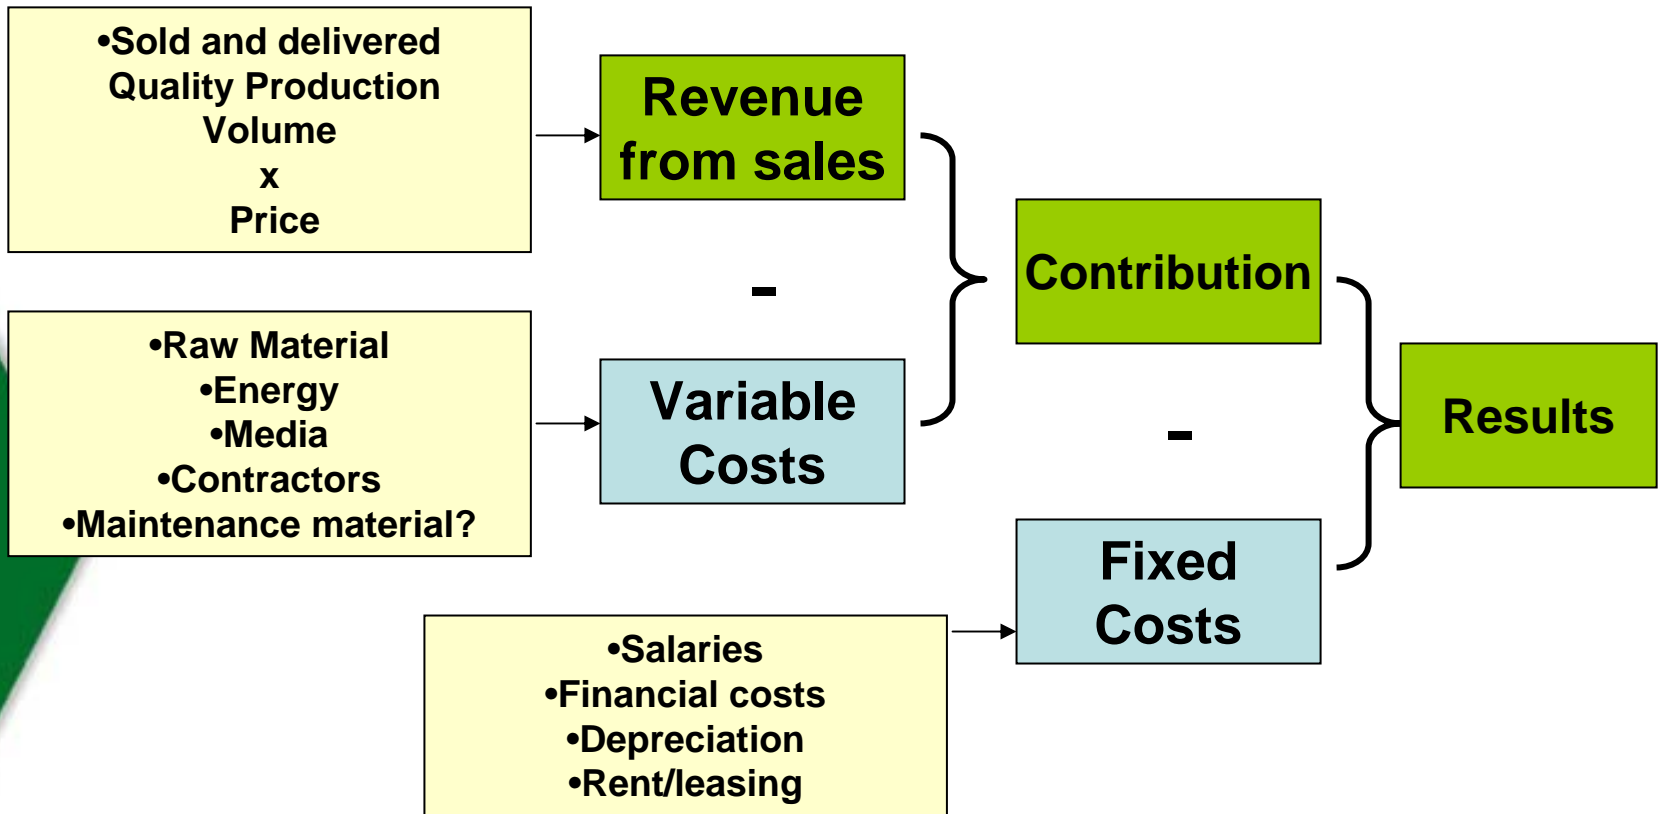 •Sold and delivered
Quality Production
Volume
x
Price
Revenue
from sales
-
Contribution
•Raw Material
•Energy
•Media
•Contractors
•Maintenance material?
Variable
Costs
-
Results
Fixed
Costs
•Salaries
•Financial costs
•Depreciation
•Rent/leasing